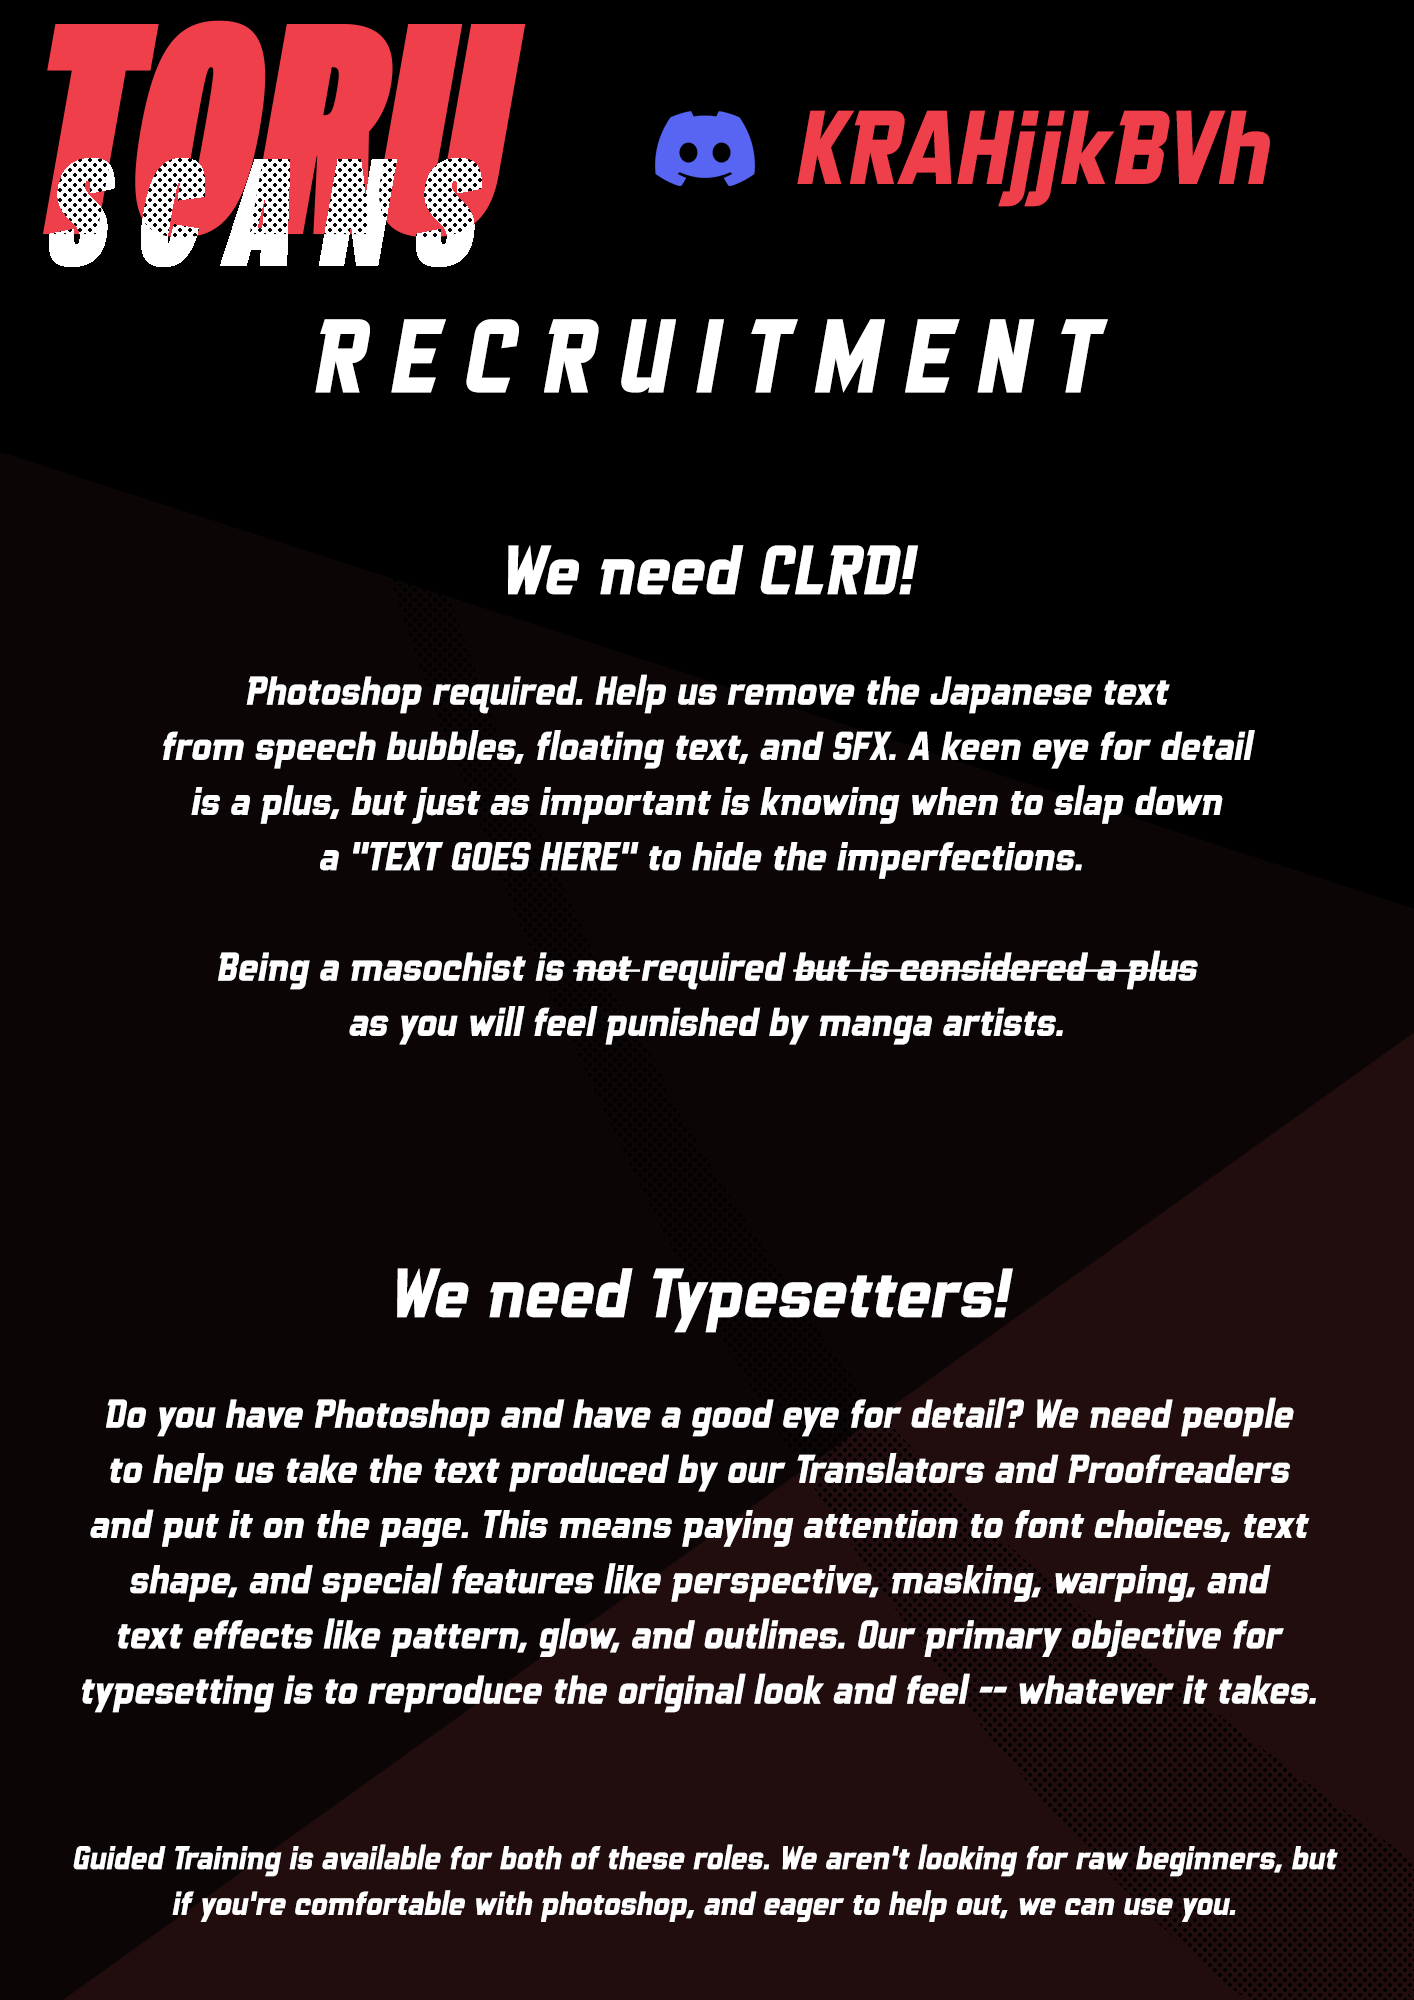 TORU
SCANS
KRAHjjkBVh
RECRUITMENT
We need CLRD!
Photoshop required. Help us remove the Japanese text
from speech bubbles, floating text, and SFX. A keen eye for detail
is a plus, but just as important is knowing when to slap down
a "TEXT GOES HERE" to hide the imperfections.
Being a masochist is not required but is considered a plus
as you will feel punished by manga artists.
We need Typesetters!
Do you have Photoshop and have a good eye for detail? We need people
to help us take the text produced by our Translators and Proofreaders
and put it on the page. This means paying attention to font choices, text
shape, and special features like perspective, masking, warping, and
text effects like pattern, glow, and outlines. Our primary objective for
typesetting is to reproduce the original look and feel -- whatever it takes.
Guided Training is available for both of these roles. We aren't looking for raw beginners, but
if you're comfortable with photoshop, and eager to help out, we can use you.